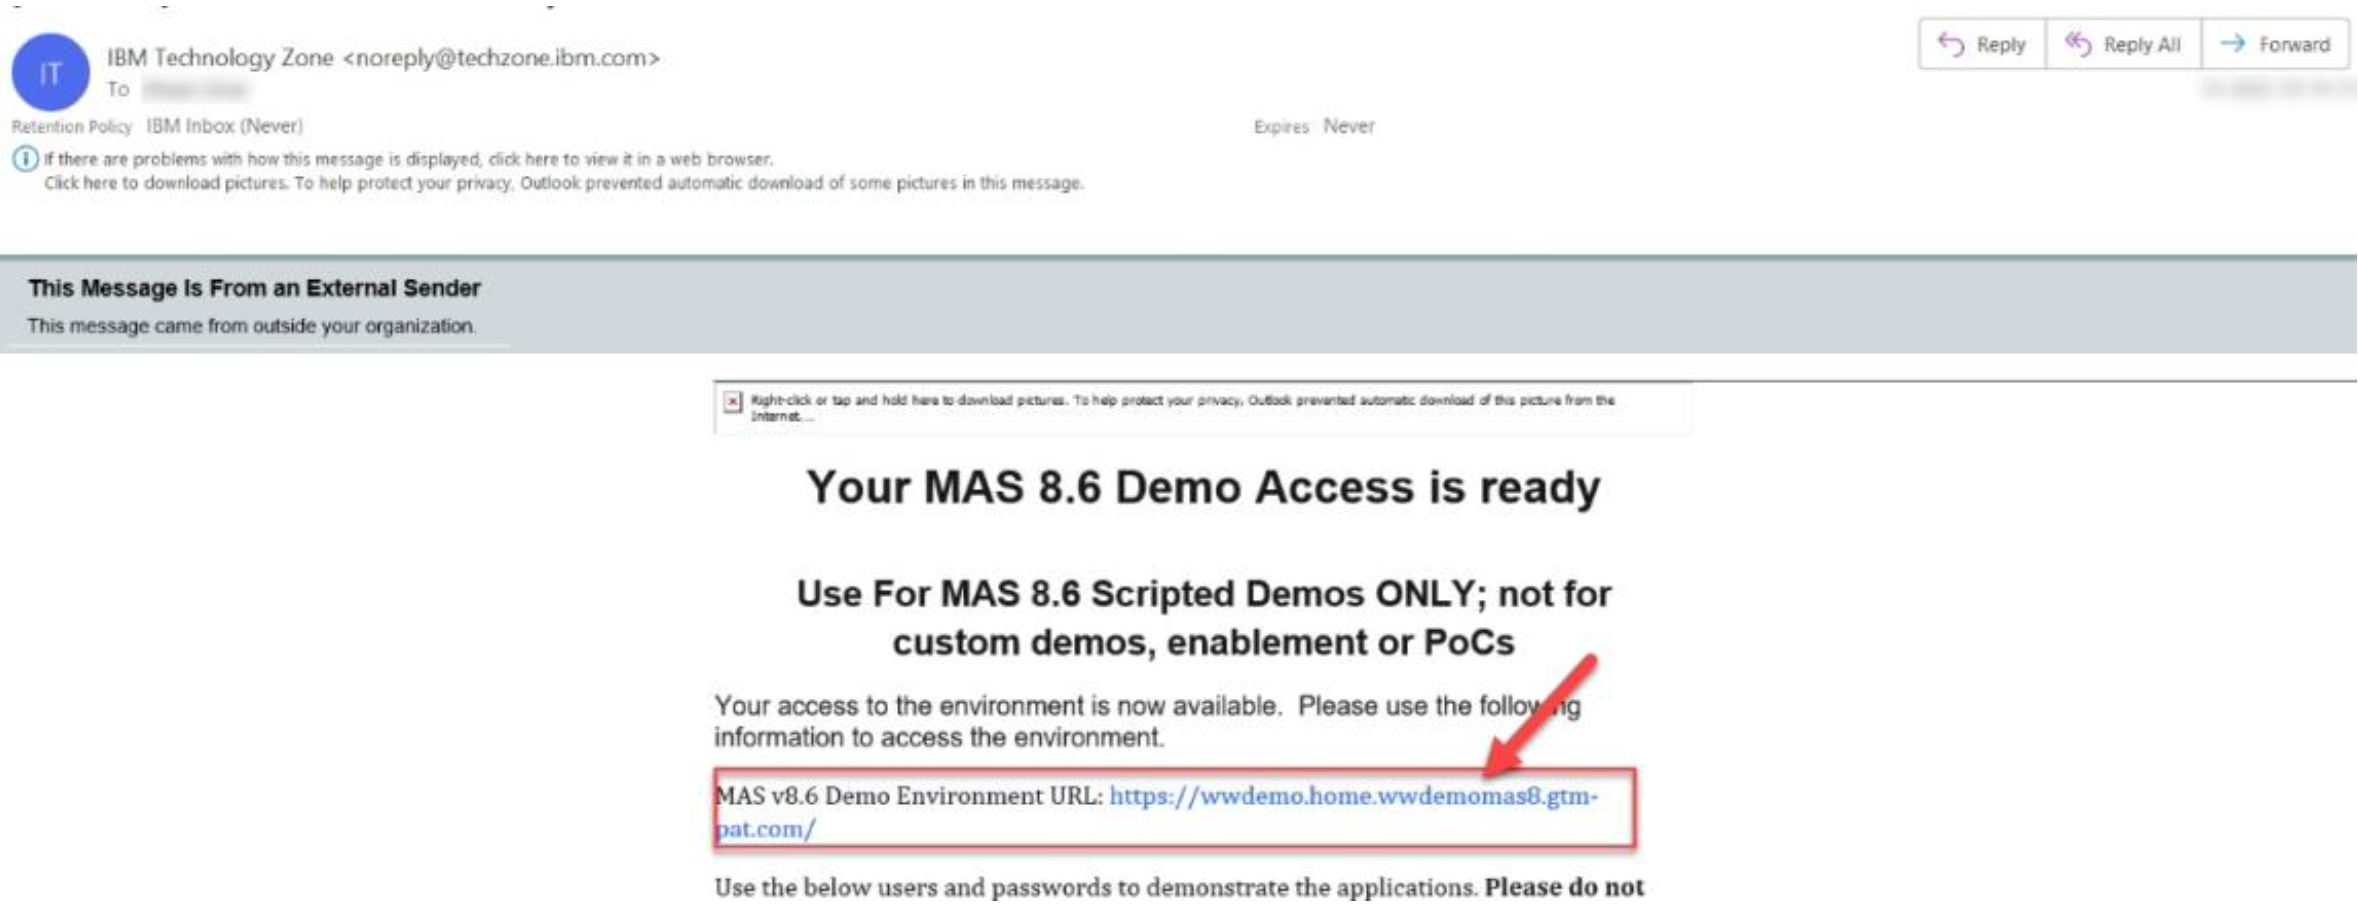 IT
IBM Technology Zone <noreply@techzone.ibm.com>
Reply
Reply All
Forward
To
Retention Policy IBM Inbox (Never)
Expires Never
If there are problems with how this message is displayed, click here to view it in a web browser.
Click here to download pictures. To help protect your privacy, Outlook prevented automatic download of some pictures in this message.
This Message Is From an External Sender
This message came from outside your organization.
Right-click or tap and hold here to download pictures. To help protect your privacy, Outlook prevented automatic download of this picture from the
Internet....
Your MAS 8.6 Demo Access is ready
Use For MAS 8.6 Scripted Demos ONLY; not for
custom demos, enablement or PoCs
Your access to the environment is now available. Please use the following
information to access the environment.
MAS v8.6 Demo Environment URL: https://wwdemo.home.wwdemomas8.gtm-
pat.com/
Use the below users and passwords to demonstrate the applications. Please do not